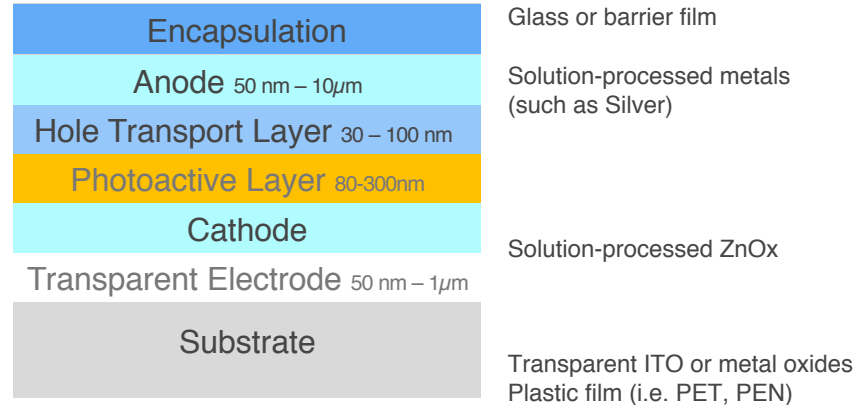 Encapsulation
Glass or barrier film
Anode 50 nm – 10μm
Solution-processed metals
(such as Silver)
Hole Transport Layer 30 – 100 nm
Photoactive Layer 80-300nm
Cathode
Solution-processed ZnOx
Transparent Electrode 50 nm – 1μm
Substrate
Transparent ITO or metal oxides
Plastic film (i.e. PET, PEN)